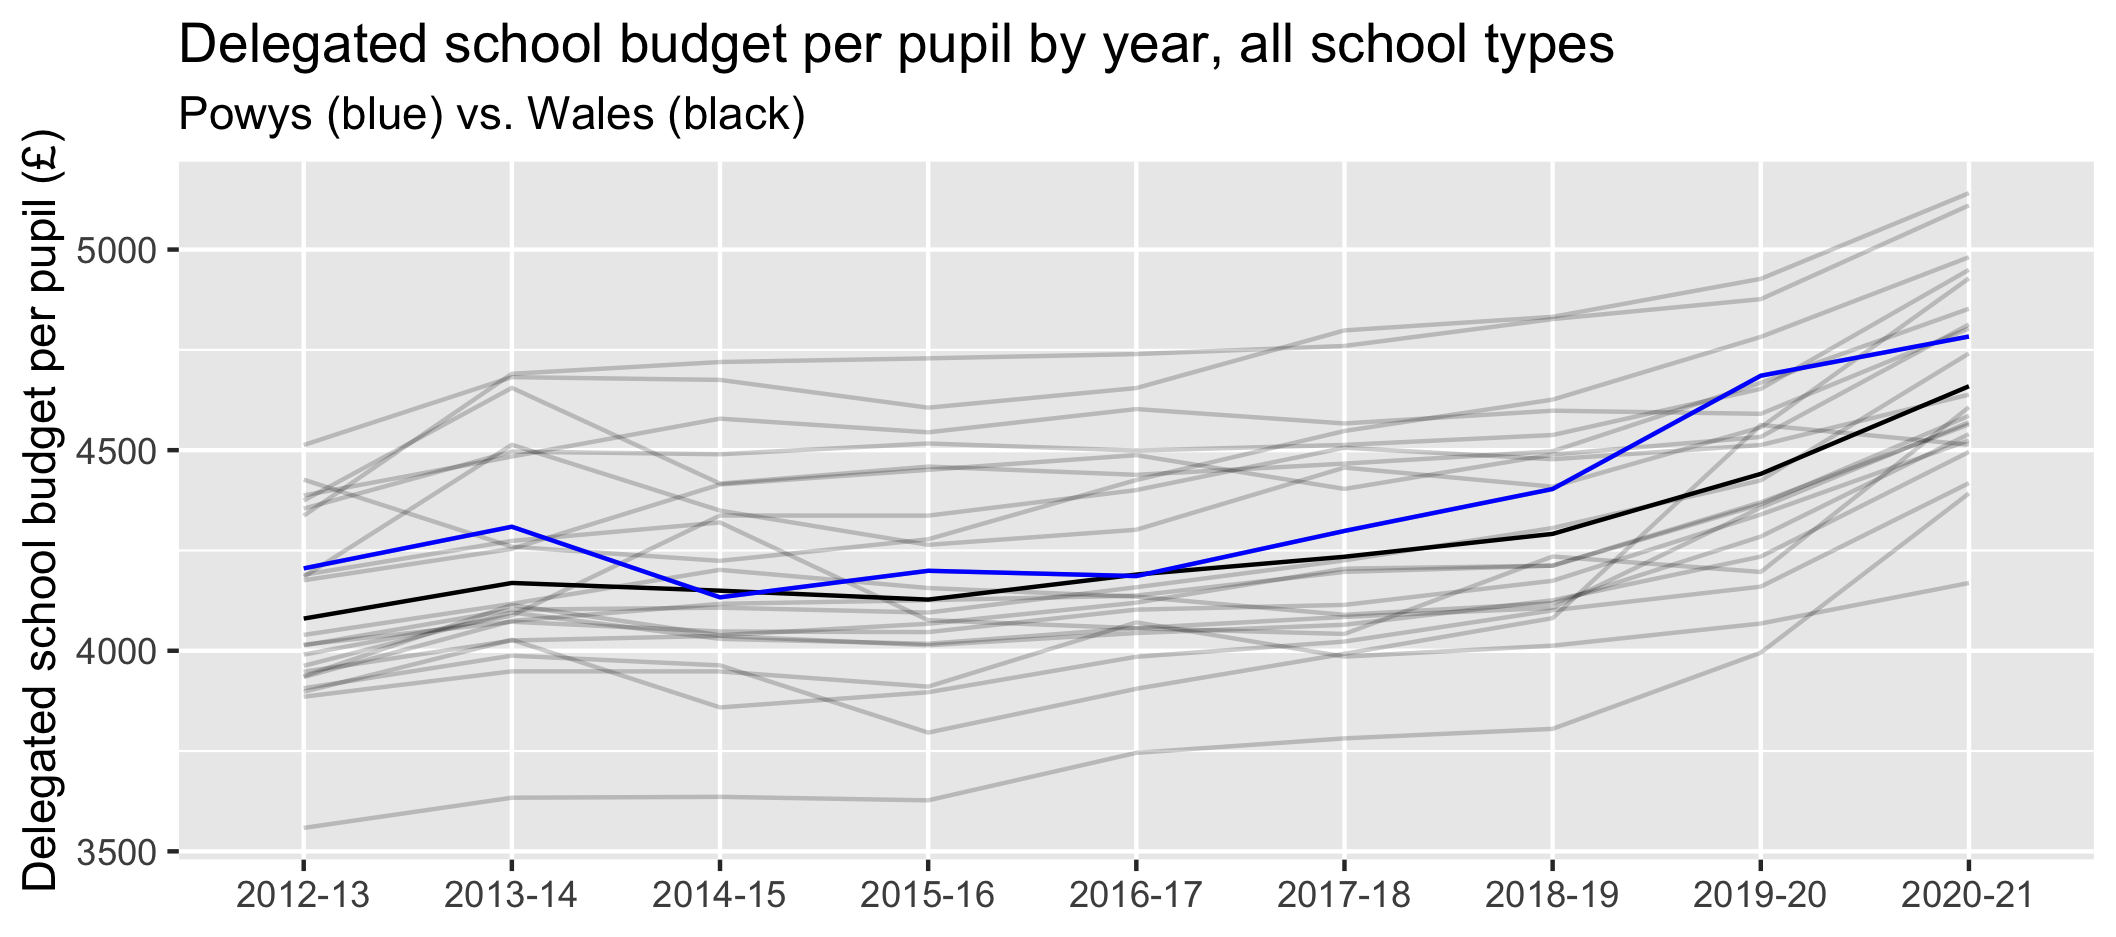 Delegated school budget per pupil by year, all school types
Powys (blue) vs. Wales (black)
Delegated school budget per pupil (£)
5000
4500
4000
3500
2012-13 2013-14 2014-15 2015-16 2016-17 2017-18 2018-19 2019-20 2020-21